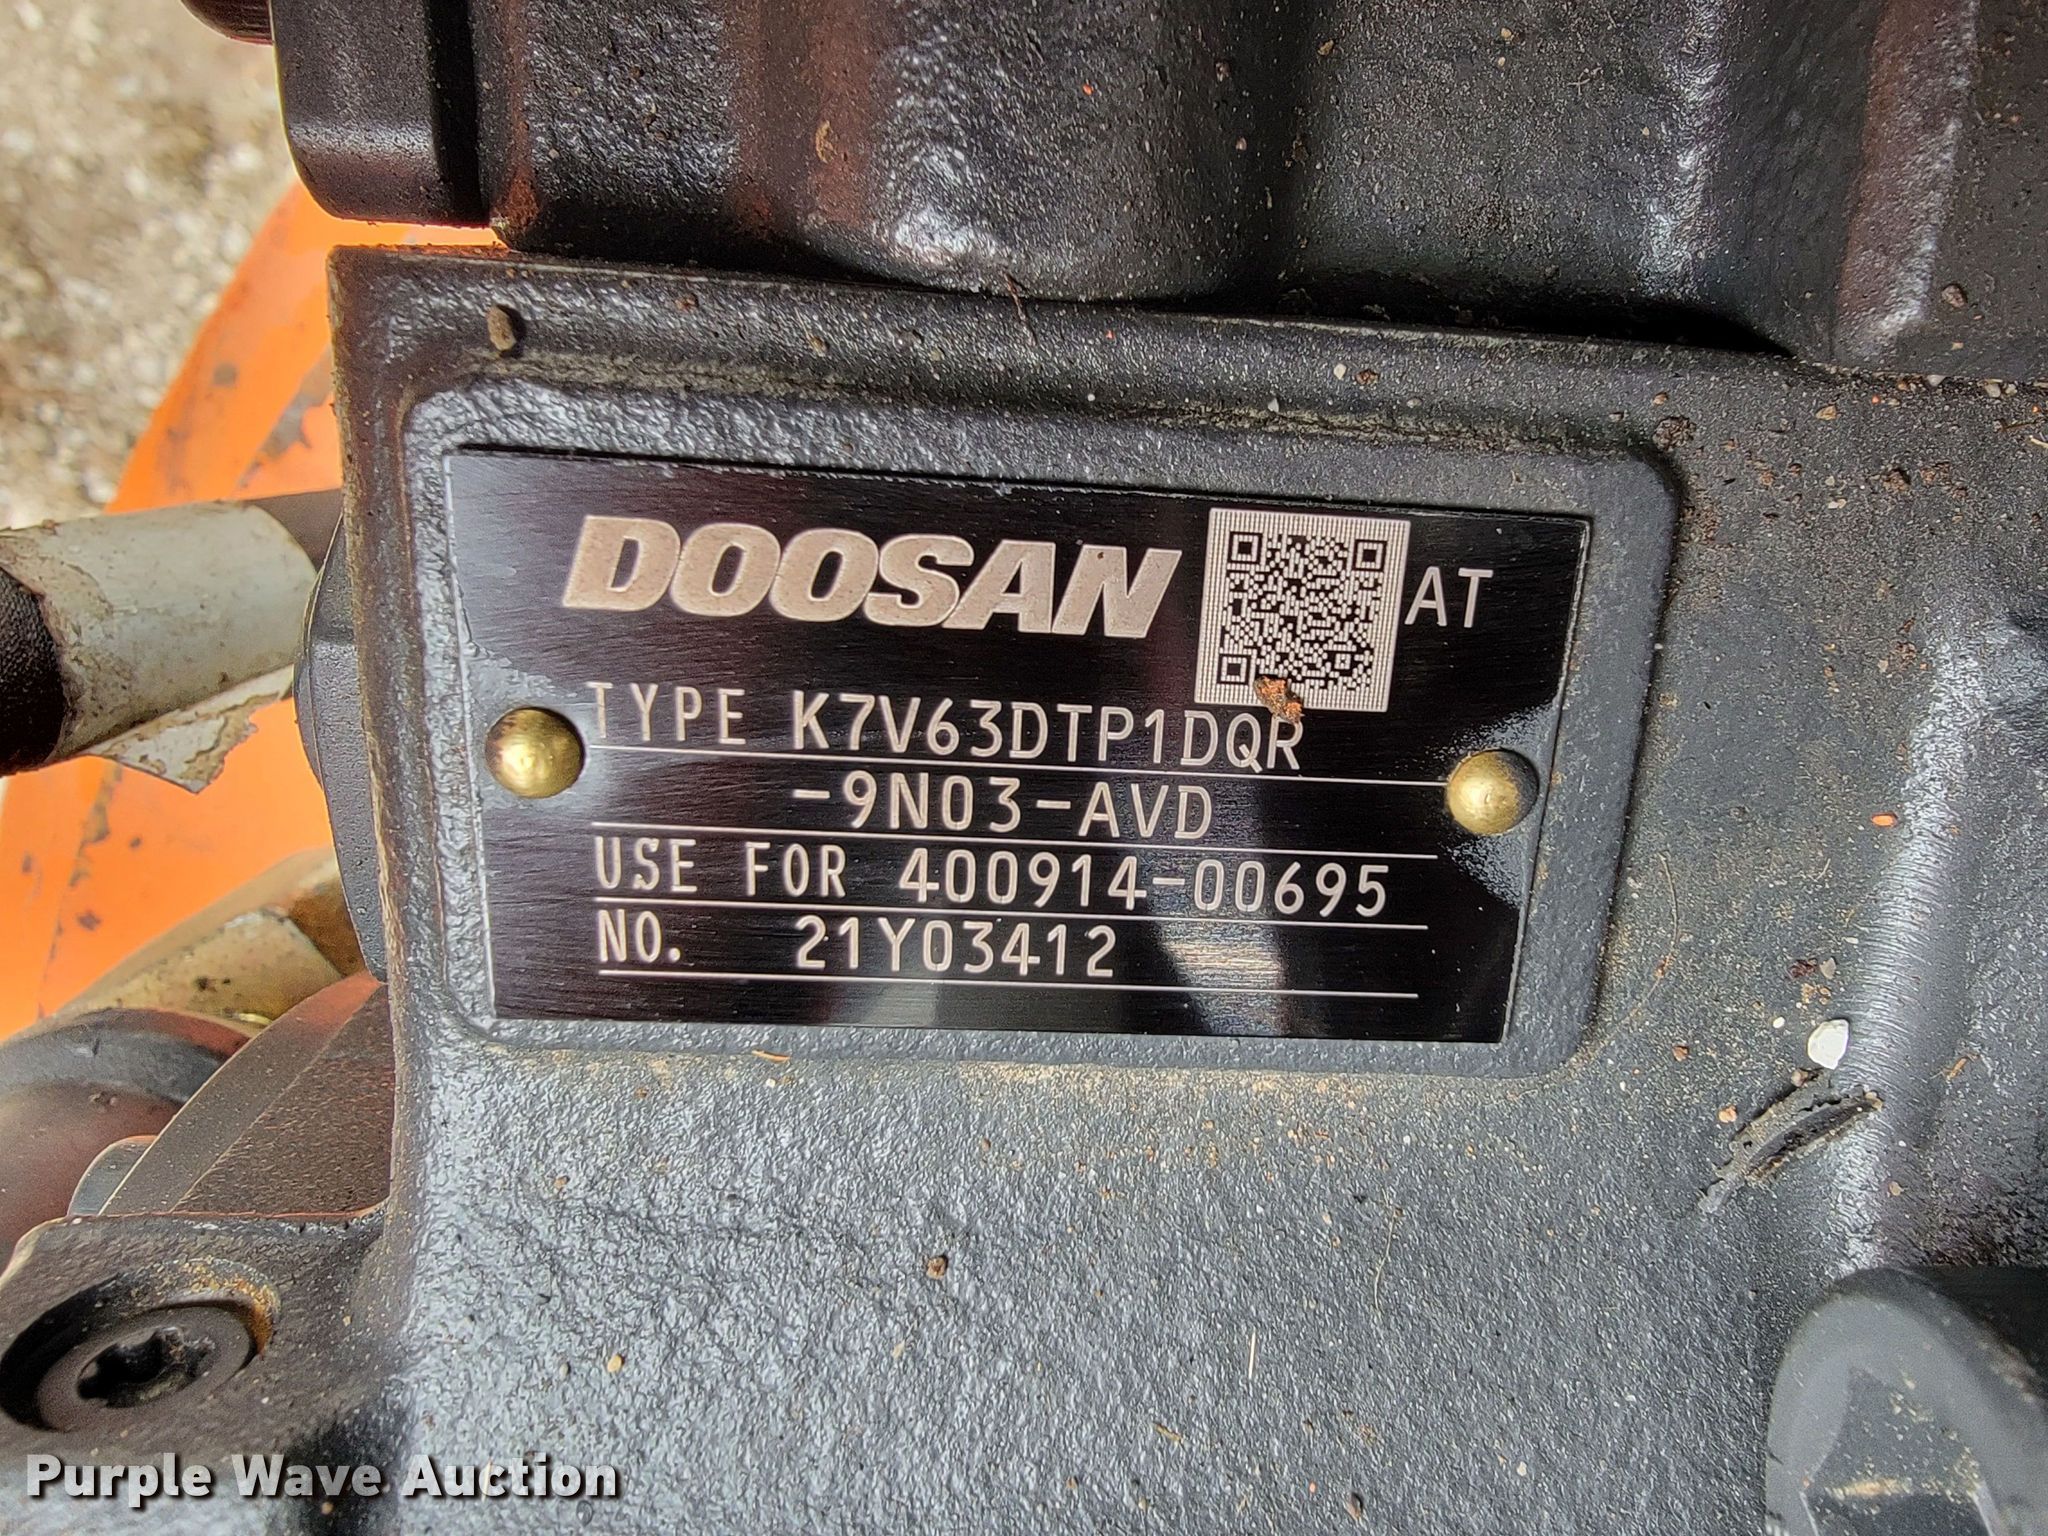 DOOSAN AT
TYPE K7V63DTP1DQR
-9N03-AVD
USE FOR 400914-00695
NO. 21Y03412
Purple Wave Auction